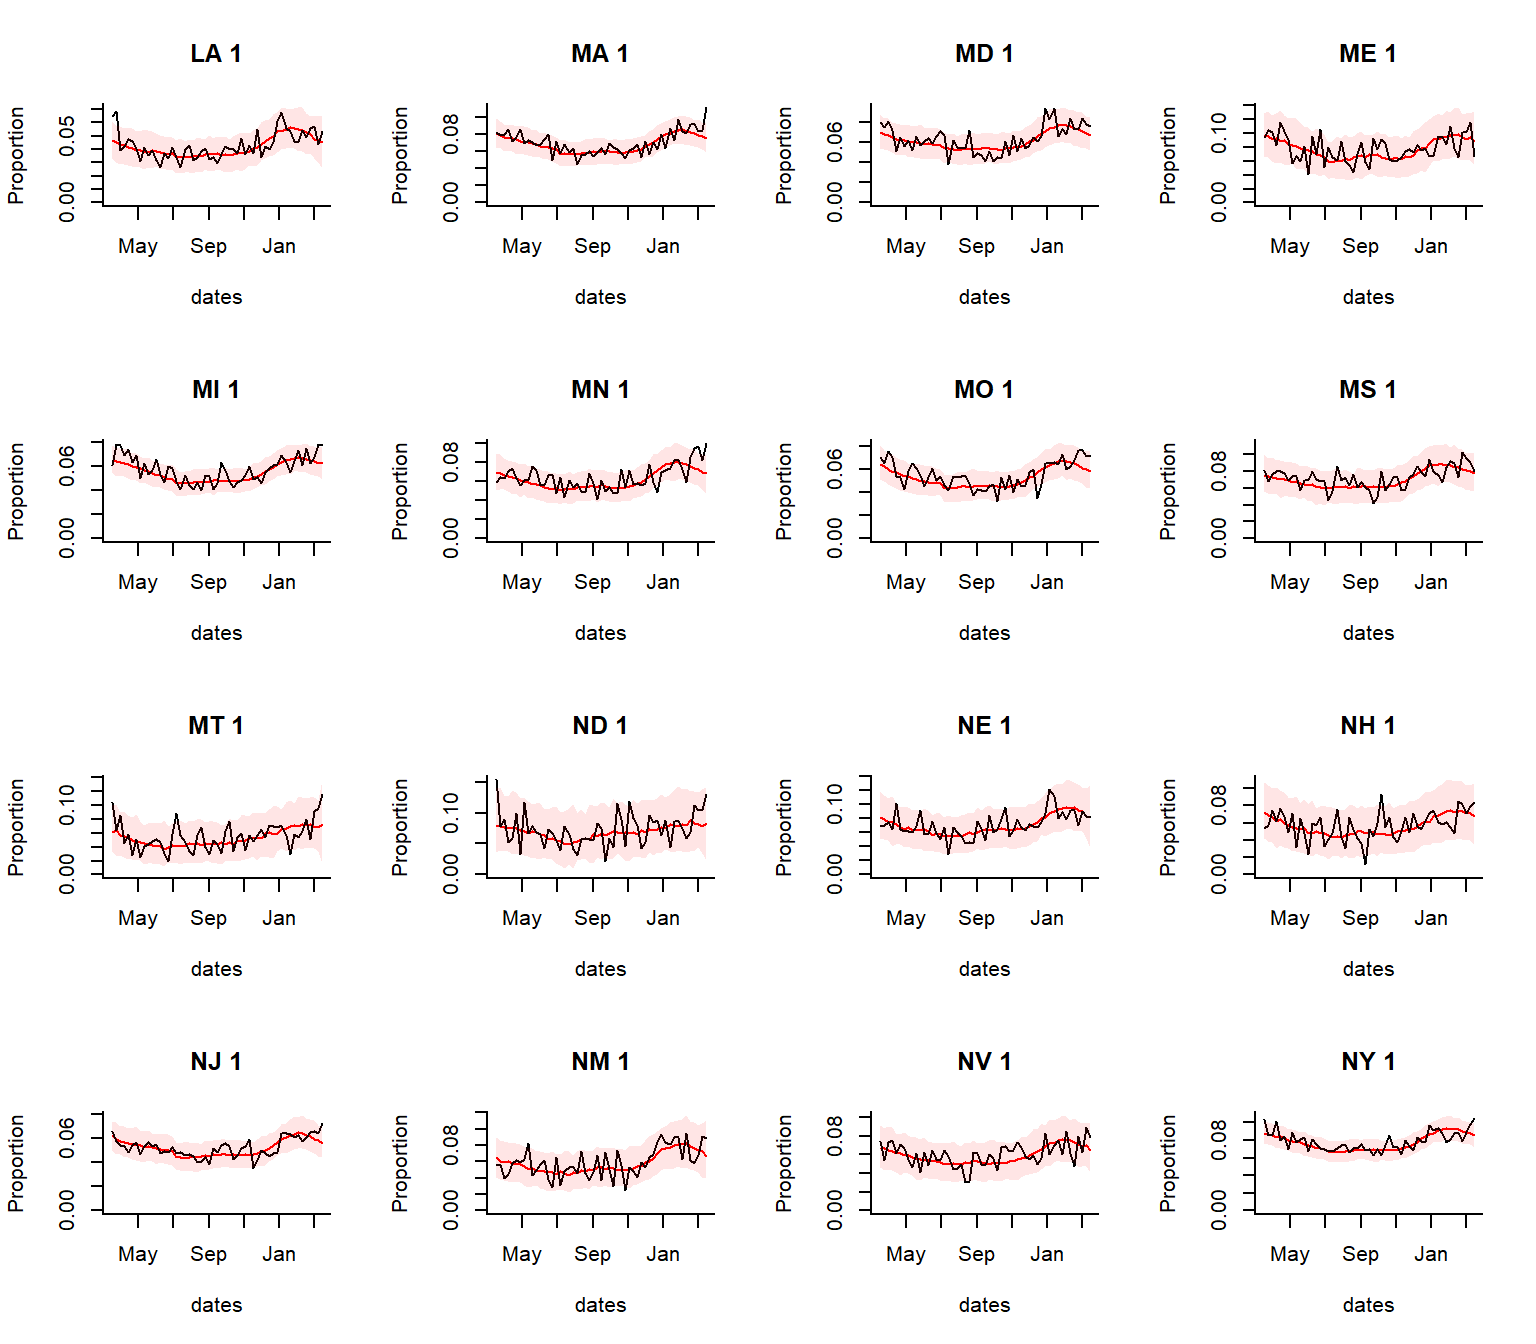 LA 1
MA 1
MD 1
ME 1
Proportion
0.00
0.05
Proportion
0.00
0.08
Proportion
0.00
0.06
Proportion
0.00
0.10
May Sep Jan
May Sep Jan
May Sep Jan
May Sep Jan
dates
dates
dates
dates
MI 1
MN 1
MO 1
MS 1
Proportion
0.00
0.06
Proportion
0.00
0.08
Proportion
0.00
0.06
Proportion
0.00
0.08
May Sep Jan
May Sep Jan
May Sep Jan
May Sep Jan
dates
dates
dates
dates
MT 1
ND 1
NE 1
NH 1
Proportion
0.00
0.10
Proportion
0.00
0.10
Proportion
0.00
0.10
Proportion
0.00
0.08
May Sep Jan
May Sep Jan
May Sep Jan
May Sep Jan
dates
dates
dates
dates
NJ 1
NM 1
NV 1
NY 1
Proportion
0.00
0.06
Proportion
0.00
0.08
Proportion
0.00
0.08
Proportion
0.00
0.08
May Sep Jan
May Sep Jan
May Sep Jan
May Sep Jan
dates
dates
dates
dates